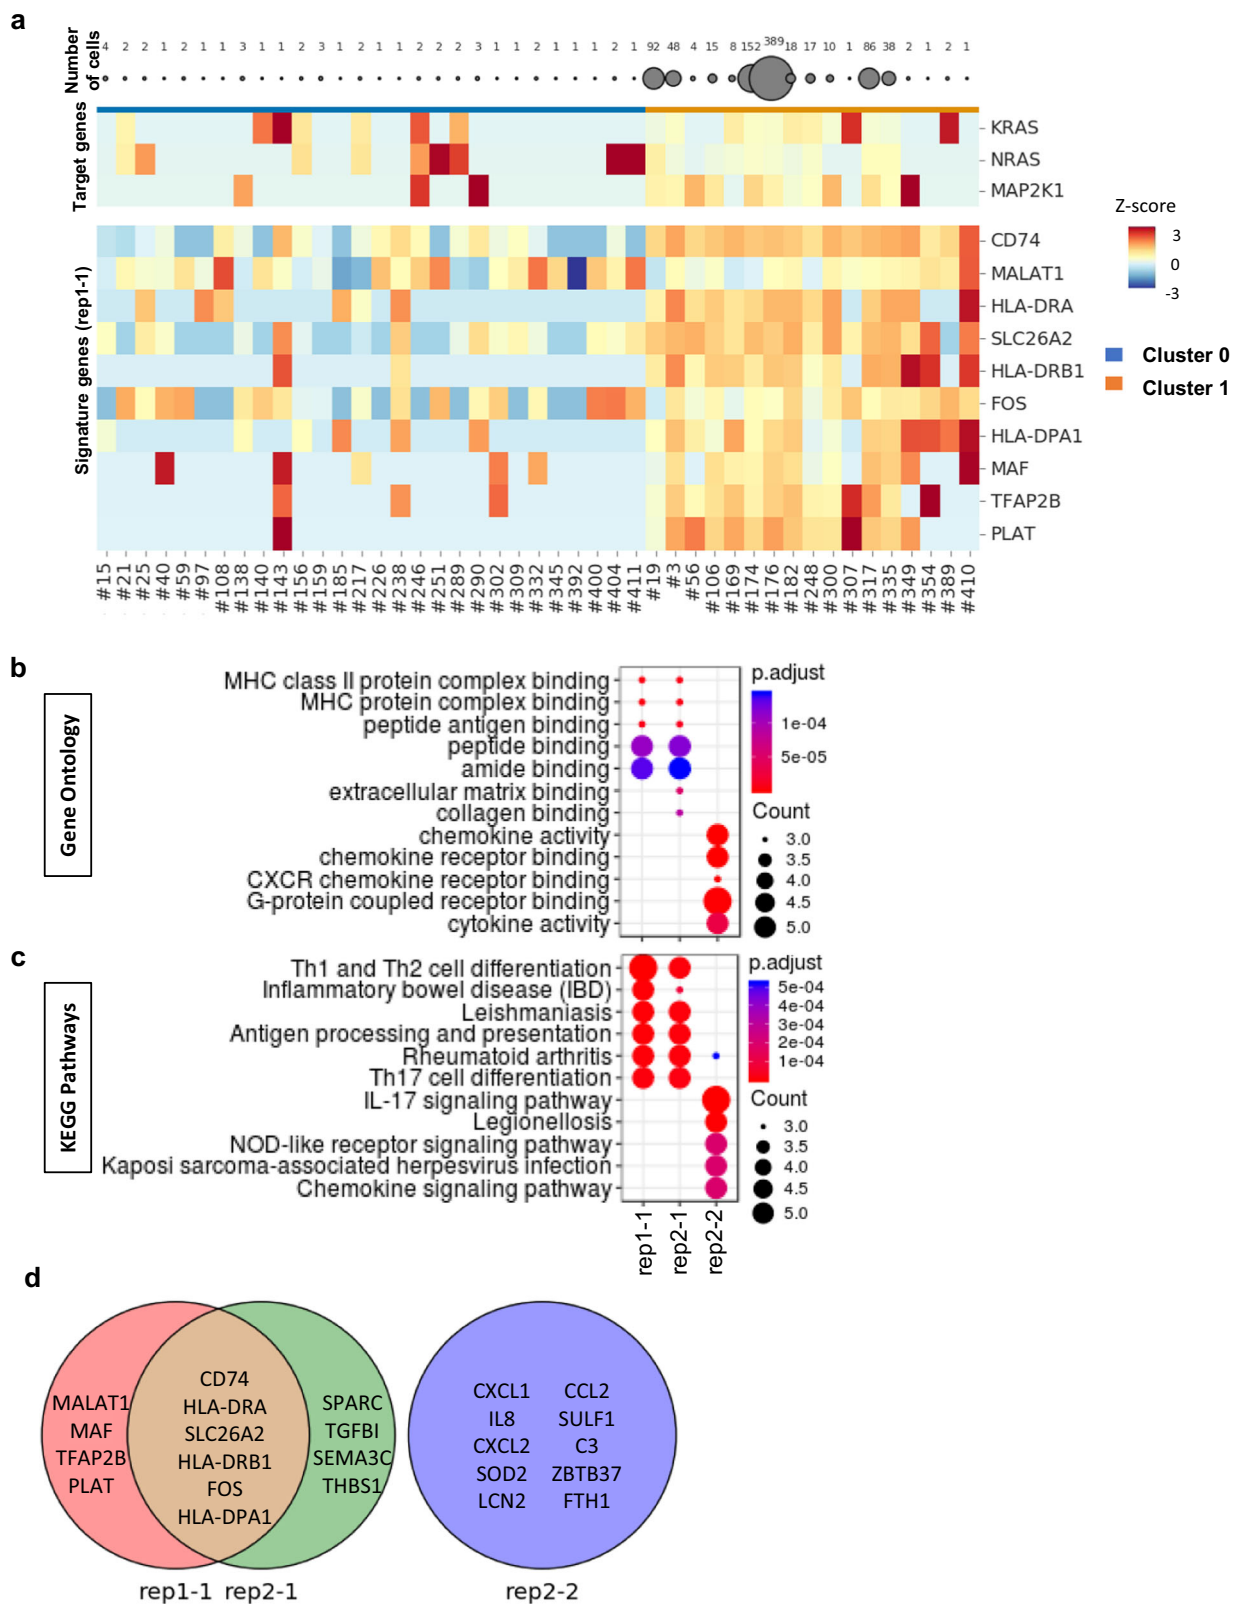 a
Number of cells
4 2 2 1 2 1 1 3 1 1 2 3 1 2 1 1 2 2 2 3 1 1 2 1 1 1 2 1 92 48 4 15 8 152 389 18 17 10 1 86 38 2 1 2 1
Target genes
KRAS
NRAS
MAP2K1
Signature genes (rep1-1)
CD74
MALAT1
HLA-DRA
SLC26A2
HLA-DRB1
FOS
HLA-DPA1
MAF
TFAP2B
PLAT
Z-score
3
0
-3
Cluster 0
Cluster 1
#15 #21 #25 #40 #59 #97 #108 #138 #140 #143 #156 #159 #185 #217 #226 #238 #246 #251 #289 #290 #302 #309 #332 #345 #392 #400 #404 #411 #19 #3 #56 #106 #169 #174 #176 #182 #248 #300 #307 #317 #335 #349 #354 #389 #410
b
Gene Ontology
MHC class II protein complex binding
MHC protein complex binding
peptide antigen binding
peptide binding
amide binding
extracellular matrix binding
collagen binding
chemokine activity
chemokine receptor binding
CXCR chemokine receptor binding
G-protein coupled receptor binding
cytokine activity
p.adjust
1e-04
5e-05
Count
3.0
3.5
4.0
4.5
5.0
c
KEGG Pathways
Th1 and Th2 cell differentiation
Inflammatory bowel disease (IBD)
Leishmaniasis
Antigen processing and presentation
Rheumatoid arthritis
Th17 cell differentiation
IL-17 signaling pathway
Legionellosis
NOD-like receptor signaling pathway
Kaposi sarcoma-associated herpesvirus infection
Chemokine signaling pathway
p.adjust
5e-04
4e-04
3e-04
2e-04
1e-04
Count
3.0
3.5
4.0
4.5
5.0
rep1-1 rep2-1 rep2-2
d
MALAT1
MAF
TFAP2B
PLAT
CD74
HLA-DRA
SLC26A2
HLA-DRB1
FOS
HLA-DPA1
SPARC
TGFBI
SEMA3C
THBS1
CXCL1 CCL2
IL8 SULF1
CXCL2 C3
SOD2 ZBTB37
LCN2 FTH1
rep1-1 rep2-1 rep2-2